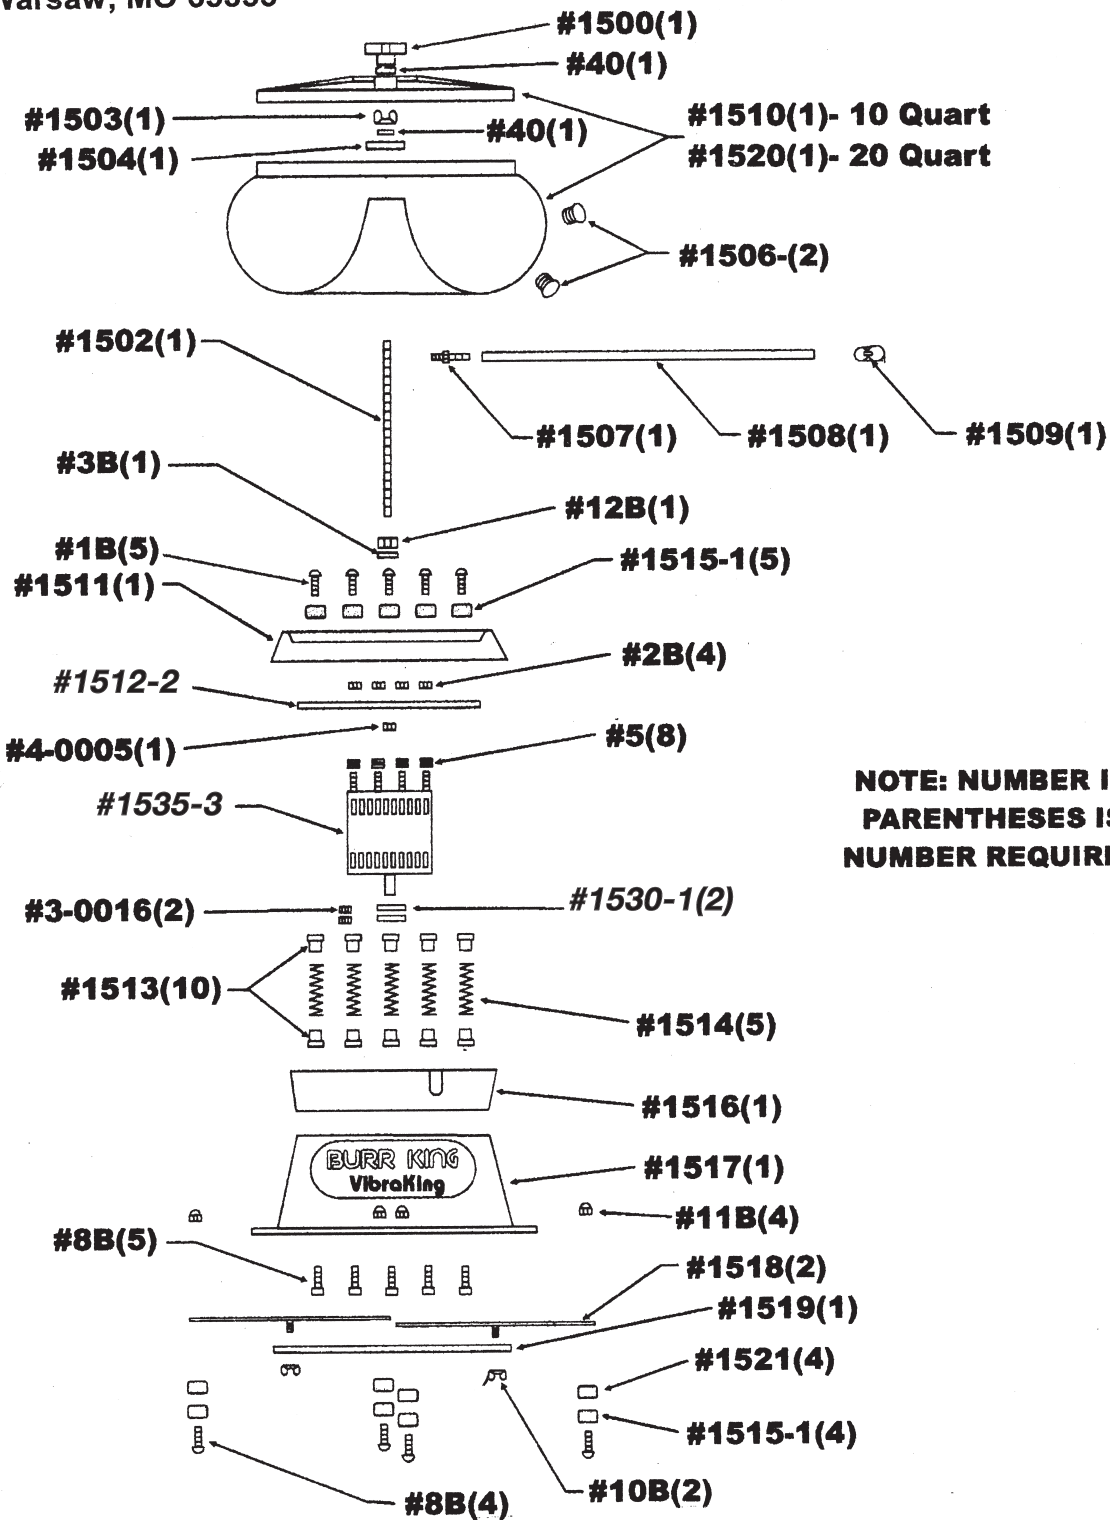 Warsaw, MO 65355
#1500(1)
#40(1)
#1503(1)
#40(1)
#1504(1)
#1510(1)- 10 Quart
#1520(1)- 20 Quart
#1506-(2)
#1502(1)
#1507(1)
#1508(1)
#1509(1)
#3B(1)
#12B(1)
#1B(5)
#1515-1(5)
#1511(1)
#2B(4)
#1512-2
#4-0005(1)
#5(8)
#1535-3
NOTE: NUMBER I
PARENTHESES IS
NUMBER REQUIRE
#3-0016(2)
#1530-1(2)
#1513(10)
#1514(5)
#1516(1)
BURR KING
VibraKing
#1517(1)
#11B(4)
#8B(5)
#1518(2)
#1519(1)
#1521(4)
#1515-1(4)
#10B(2)
#8B(4)